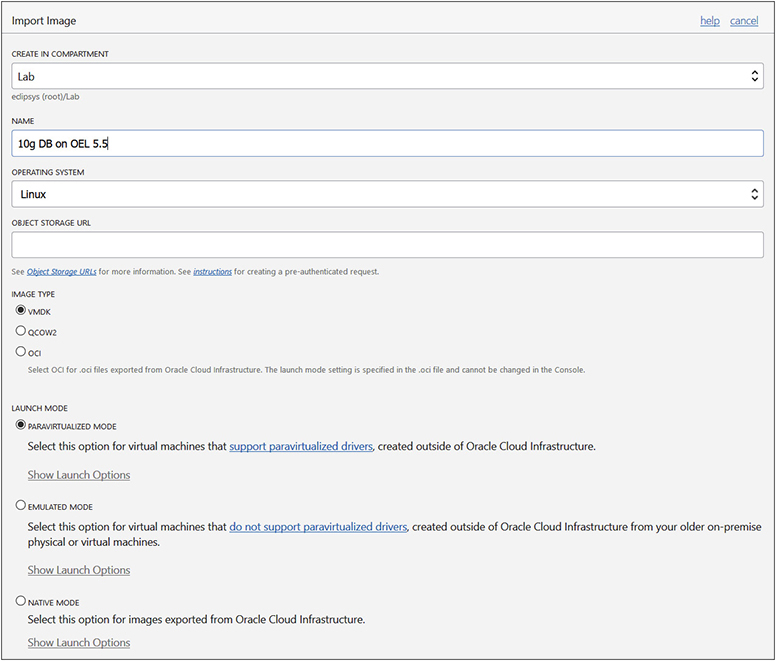 Import Image
help cancel
CREATE IN COMPARTMENT
Lab
eclipsys (root)/Lab
NAME
10g DB on OEL 5.5
OPERATING SYSTEM
Linux
OBJECT STORAGE URL
See Object Storage URLs for more information. See instructions for creating a pre-authenticated request.
IMAGE TYPE
VMDK
QCOW2
OCI
Select OCI for .oci files exported from Oracle Cloud Infrastructure. The launch mode setting is specified in the .oci file and cannot be changed in the Console.
LAUNCH MODE
PARAVIRTUALIZED MODE
Select this option for virtual machines that support paravirtualized drivers, created outside of Oracle Cloud Infrastructure.
Show Launch Options
EMULATED MODE
Select this option for virtual machines that do not support paravirtualized drivers, created outside of Oracle Cloud Infrastructure from your older on-premise
physical or virtual machines.
Show Launch Options
NATIVE MODE
Select this option for images exported from Oracle Cloud Infrastructure.
Show Launch Options